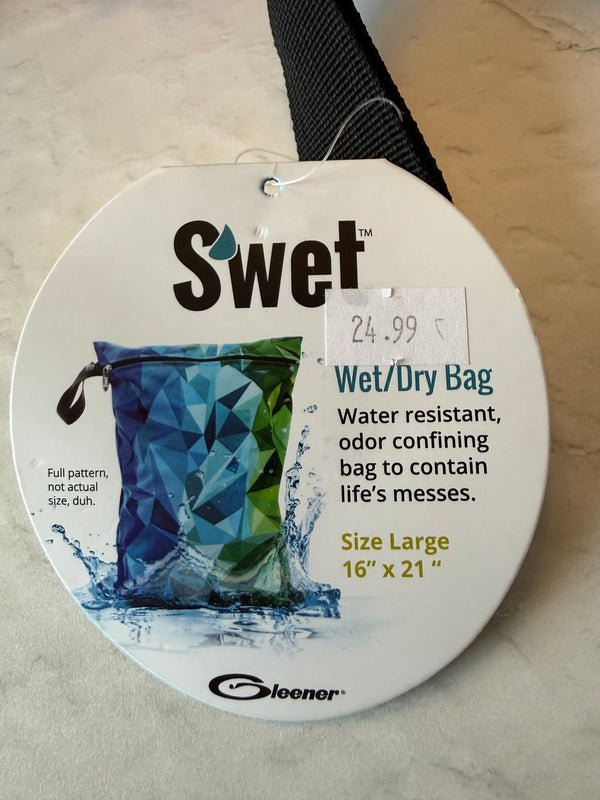 S'wet™
24.99
Wet/Dry Bag
Water resistant,
odor confining
bag to contain
life's messes.
Full pattern,
not actual
size, duh.
Size Large
16” x 21 “
Gleener®